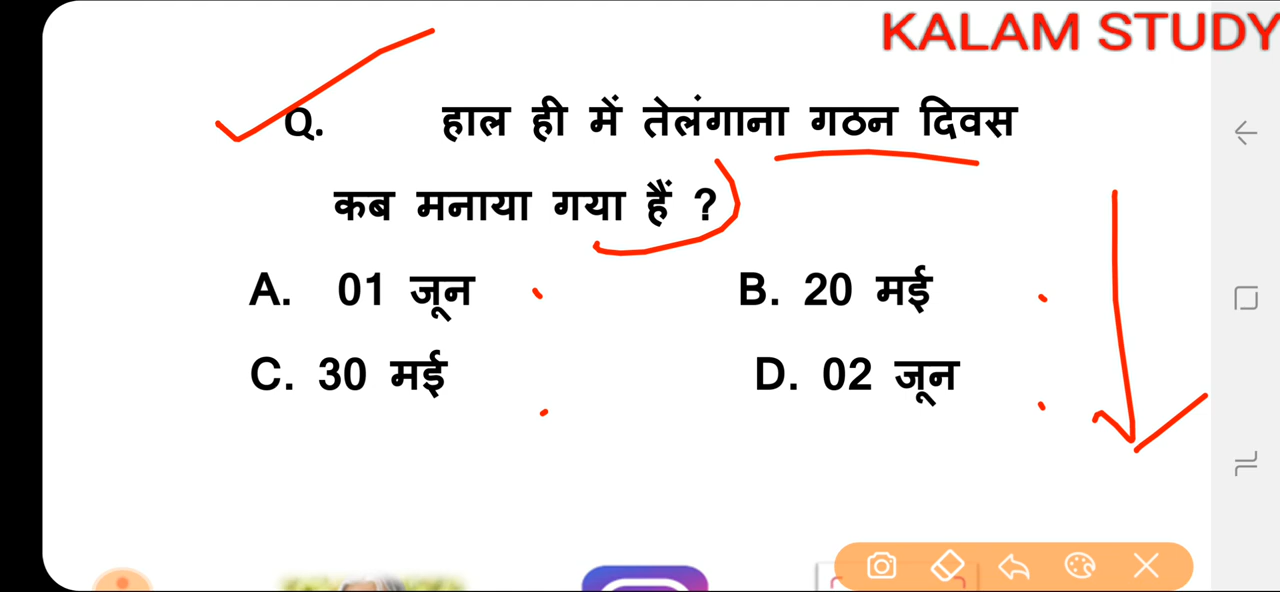 KALAM STUDY
Q. हाल ही में तेलंगाना गठन दिवस
कब मनाया गया हैं ?
A. 01 जून B. 20 मई
C. 30 मई D. 02 जून